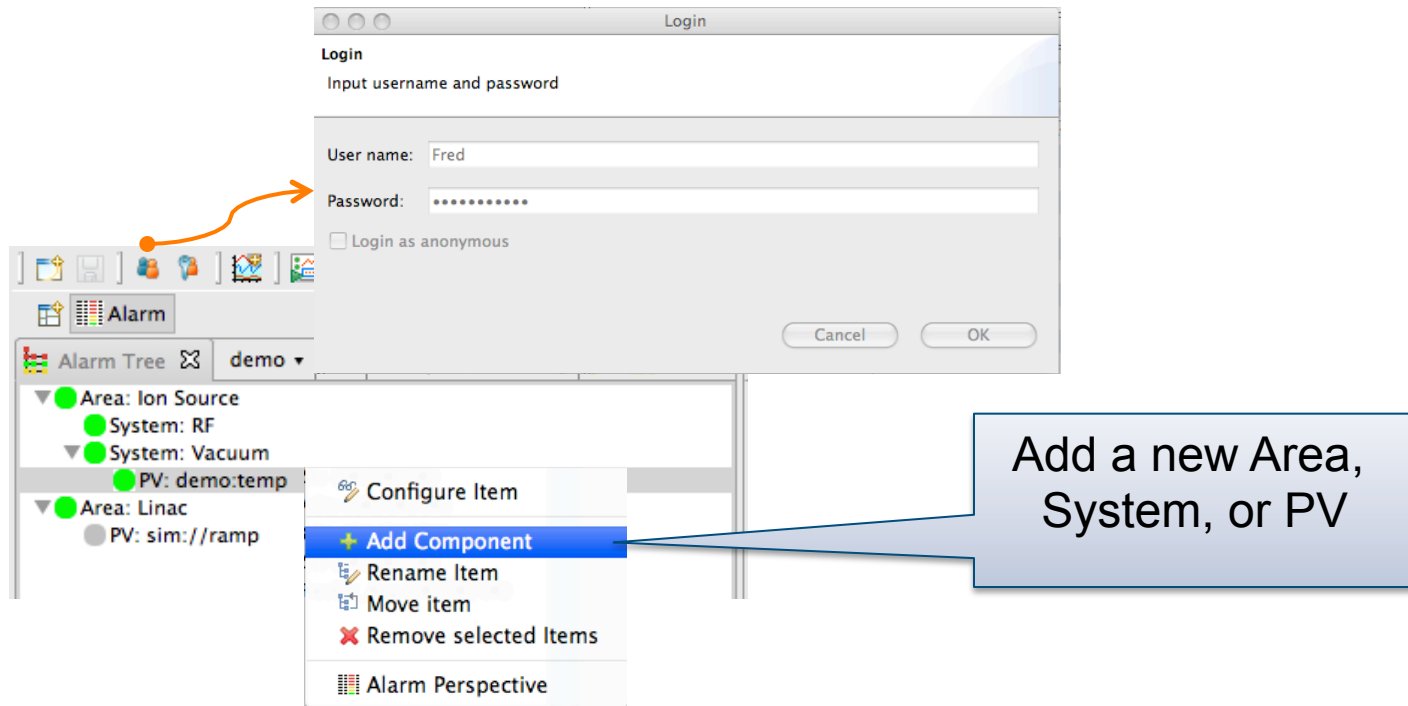 Login
Login
Input username and password
User name: Fred
Password: •••••••••••
Login as anonymous
Cancel OK
Alarm
Alarm Tree demo
Area: Ion Source
System: RF
System: Vacuum
PV: demo:temp
Area: Linac
PV: sim://ramp
Configure Item
Add Component
Rename Item
Move item
Remove selected Items
Alarm Perspective
Add a new Area,
System, or PV